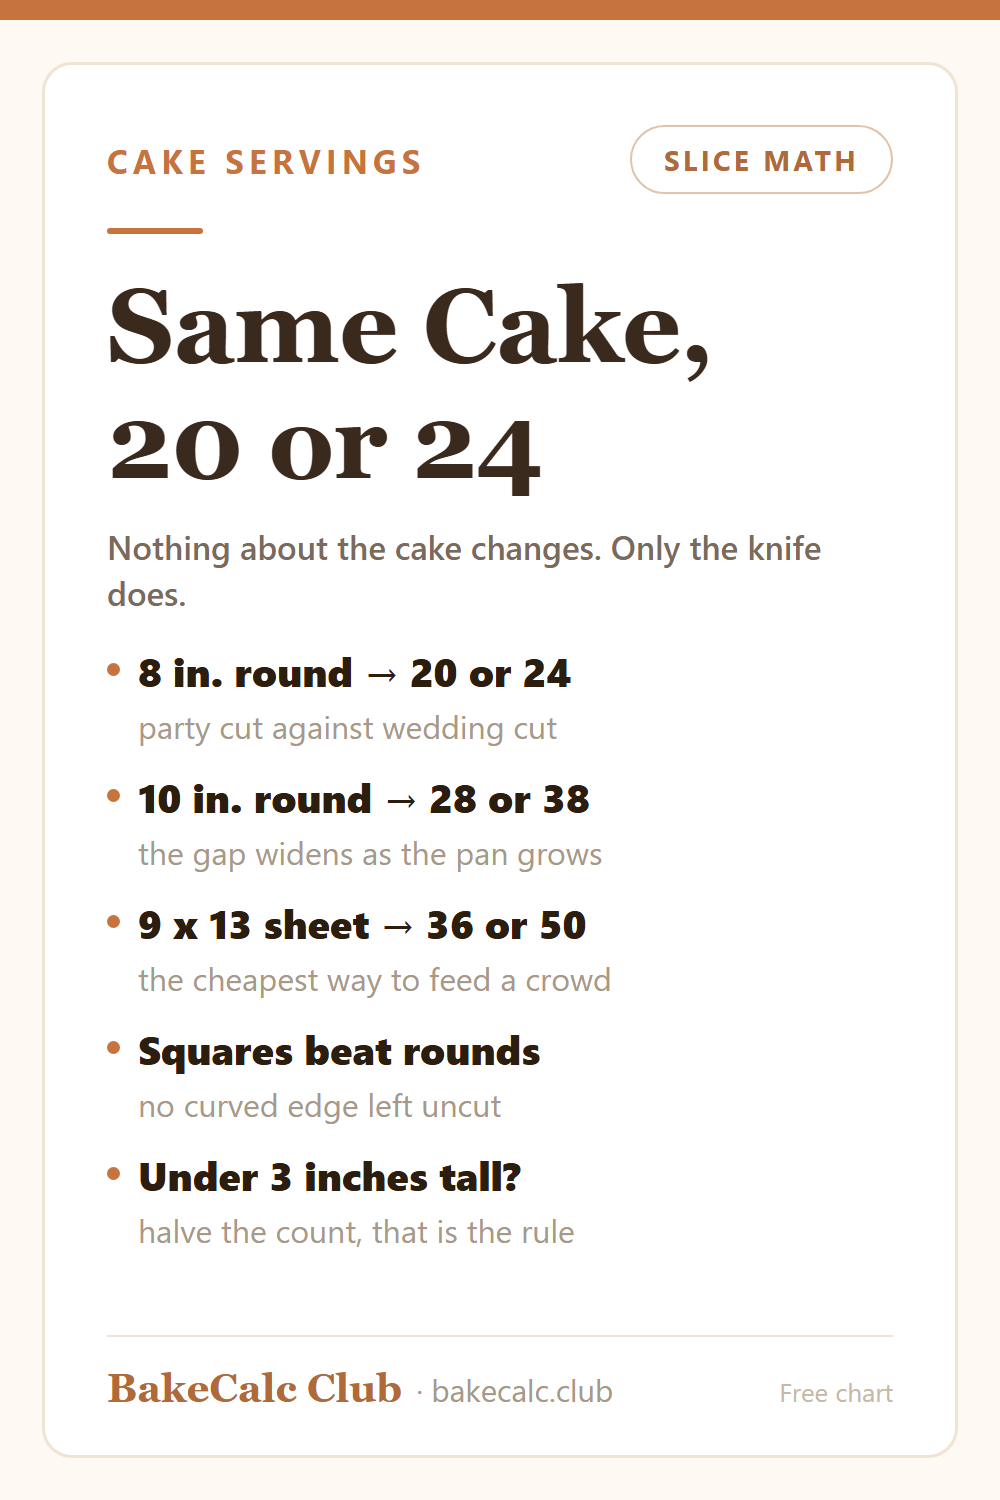 CAKE SERVINGS
SLICE MATH
Same Cake,
20 or 24
Nothing about the cake changes. Only the knife
does.
8 in. round → 20 or 24
party cut against wedding cut
10 in. round → 28 or 38
the gap widens as the pan grows
9 x 13 sheet → 36 or 50
the cheapest way to feed a crowd
Squares beat rounds
no curved edge left uncut
Under 3 inches tall?
halve the count, that is the rule
BakeCalc Club · bakecalc.club
Free chart